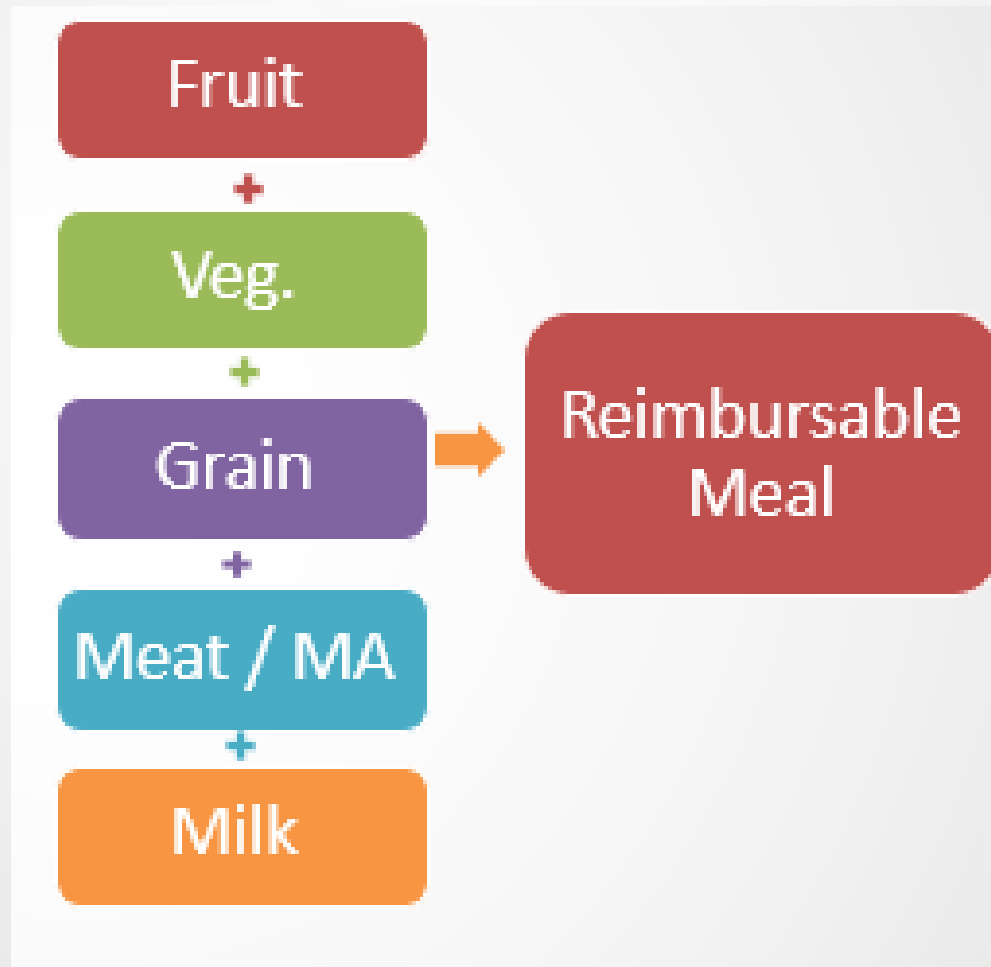 Fruit
+
Veg.
+
Grain
+
Meat / MA
+
Milk
Reimbursable
Meal